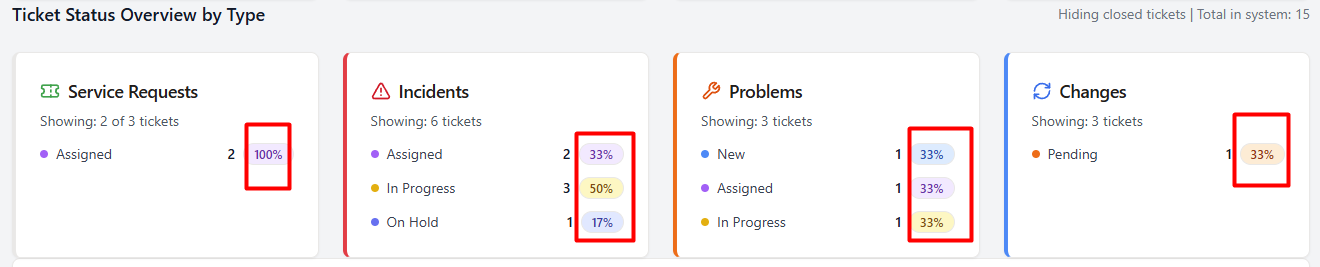 Ticket Status Overview by Type
Hiding closed tickets | Total in system: 15
Service Requests
Showing: 2 of 3 tickets
Assigned 2 100%
Incidents
Showing: 6 tickets
Assigned 2 33%
In Progress 3 50%
On Hold 1 17%
Problems
Showing: 3 tickets
New 1 33%
Assigned 1 33%
In Progress 1 33%
Changes
Showing: 3 tickets
Pending 1 33%